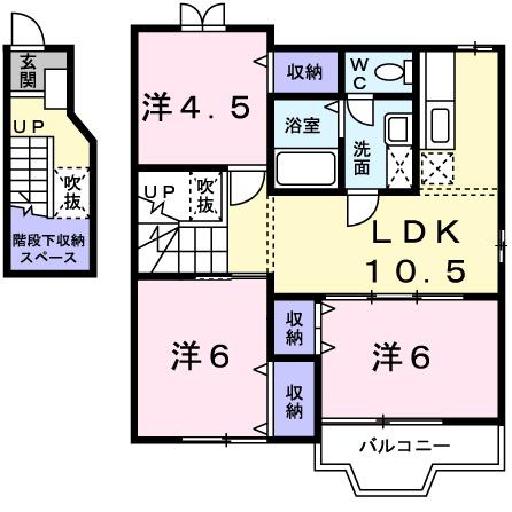 玄関
UP
吹抜
階段下収納
スペース
洋4.5
収納
WC
浴室
洗面
UP
吹抜
LDK
10.5
洋6
収納
収納
洋6
バルコニー